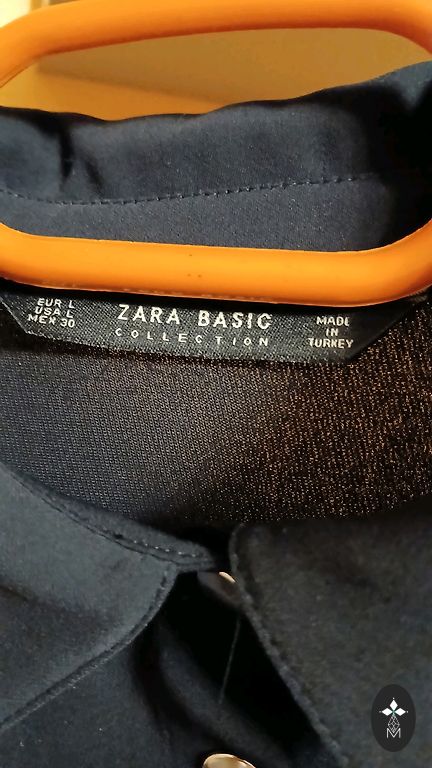 EUR L
USA L
MEX 30
ZARA BASIC
COLLECTION
MADE
IN
TURKEY
M